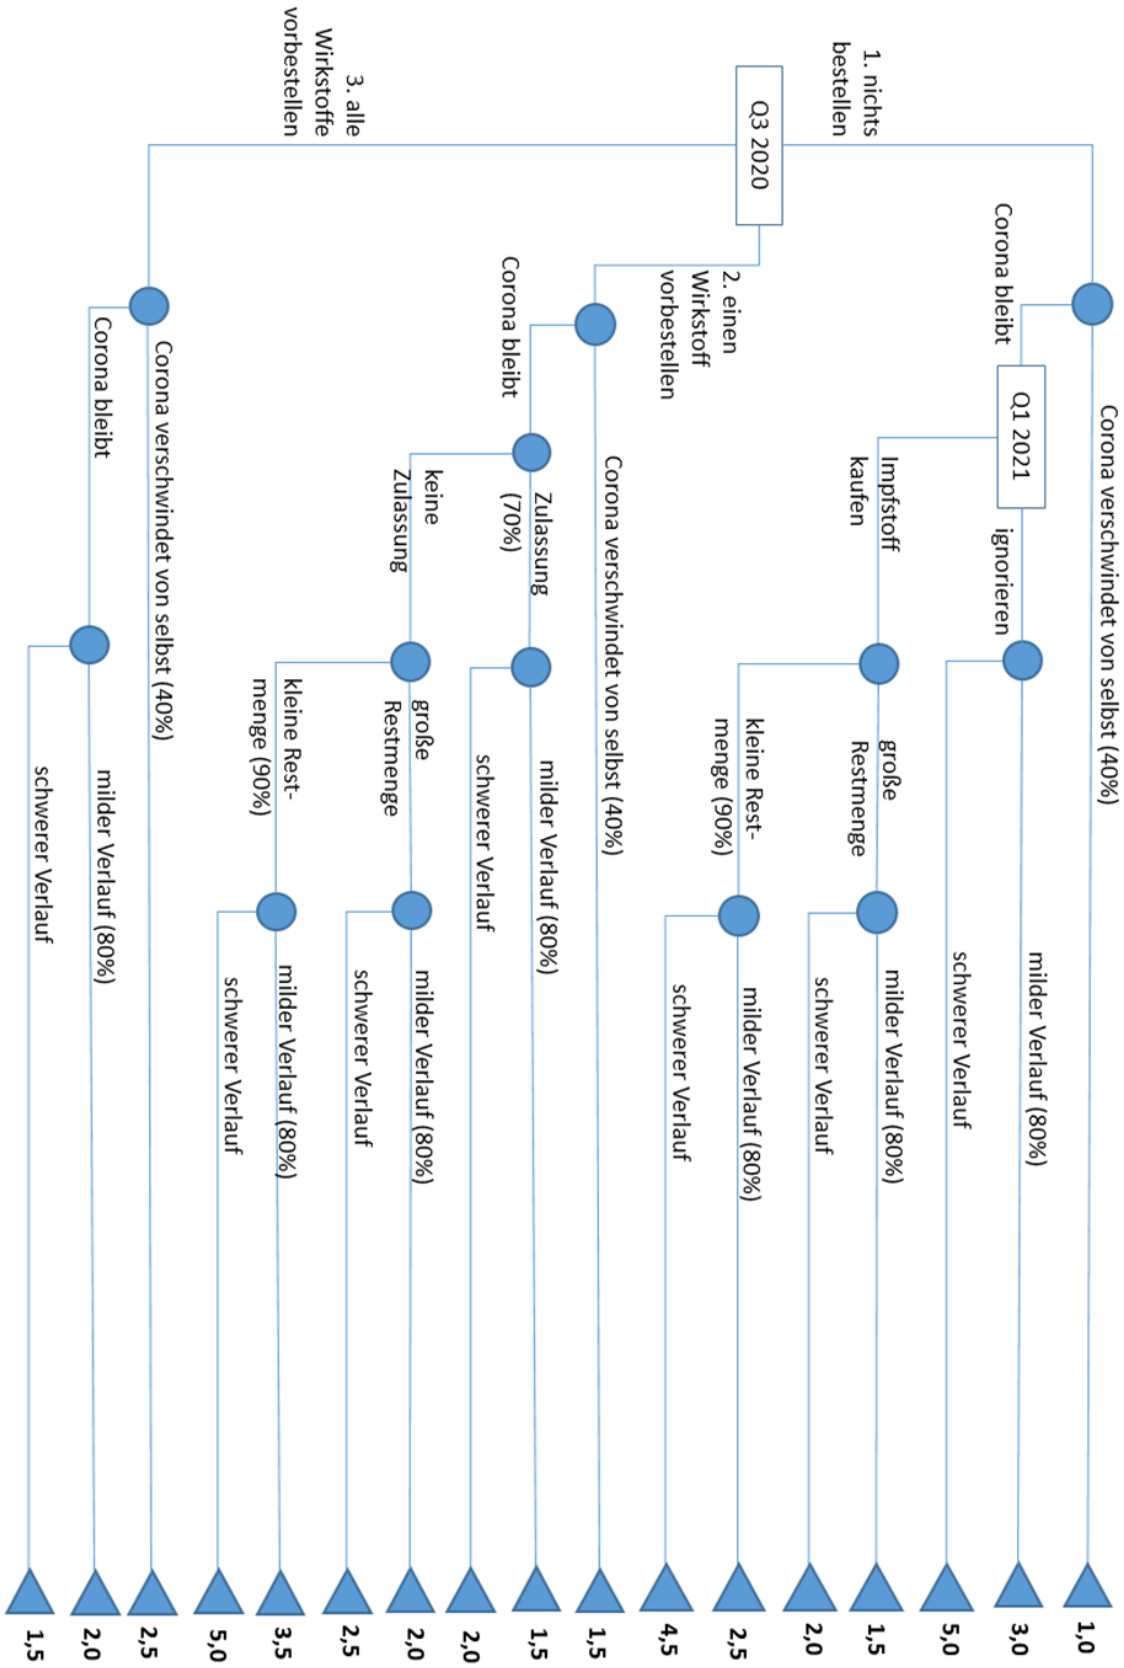 Corona verschwindet von selbst (40%)
1,0
Corona bleibt
Q1 2021
ignorieren
milder Verlauf (80%)
3,0
schwerer Verlauf
5,0
1. nichts
bestellen
Impfstoff
kaufen
große
Restmenge
milder Verlauf (80%)
1,5
schwerer Verlauf
2,0
Q3 2020
kleine Rest-
menge (90%)
milder Verlauf (80%)
2,5
schwerer Verlauf
4,5
2. einen
Wirkstoff
vorbestellen
Corona verschwindet von selbst (40%)
1,5
Corona bleibt
Zulassung
(70%)
milder Verlauf (80%)
1,5
schwerer Verlauf
2,0
keine
Zulassung
große
Restmenge
milder Verlauf (80%)
2,0
schwerer Verlauf
2,5
3. alle
Wirkstoffe
vorbestellen
kleine Rest-
menge (90%)
milder Verlauf (80%)
3,5
schwerer Verlauf
5,0
Corona verschwindet von selbst (40%)
2,5
Corona bleibt
milder Verlauf (80%)
2,0
schwerer Verlauf
1,5